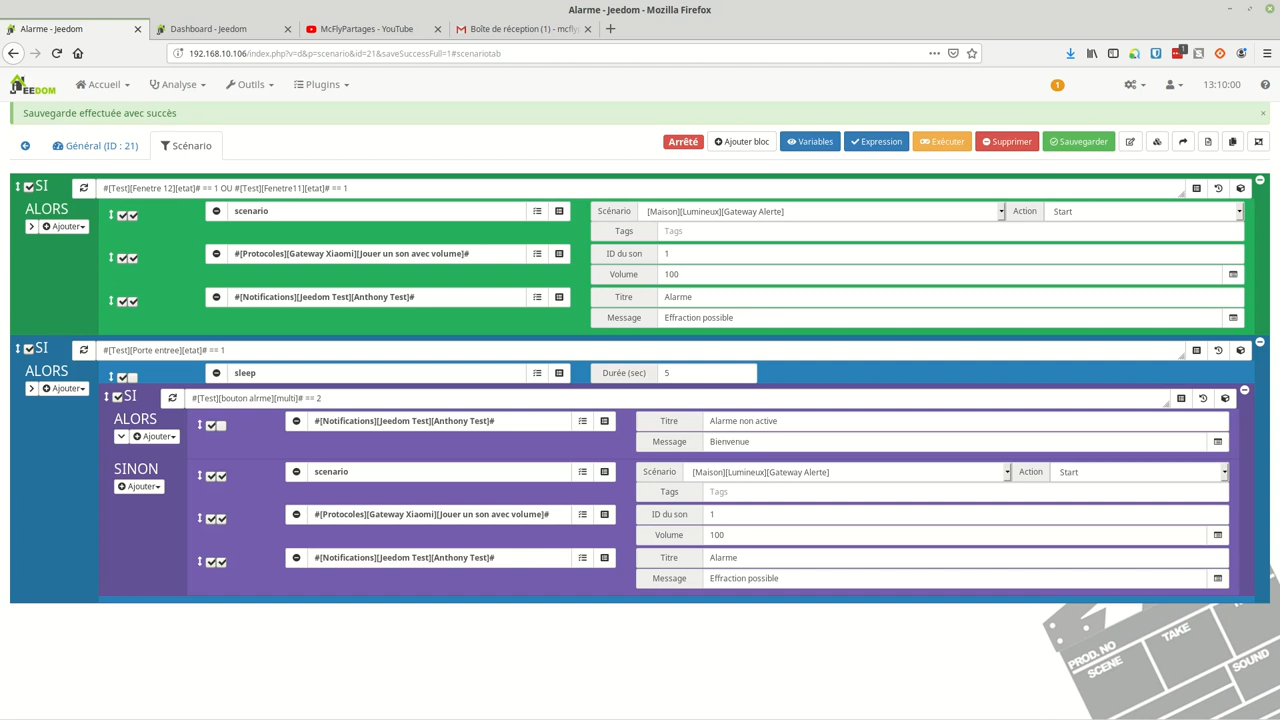 Alarme - Jeedom - Mozilla Firefox
Alarme - Jeedom
Dashboard - Jeedom
McFlyPartages - YouTube
Boîte de réception (1) - mcfly
192.168.10.106/index.php?v=d&p=scenario&id=21&saveSuccessFull=1#scenariotab
1
JEEDOM
Accueil
Analyse
Outils
Plugins
1
13:10:00
Sauvegarde effectuée avec succès
Général (ID : 21)
Scénario
Arrêté
Ajouter bloc
Variables
Expression
Exécuter
Supprimer
Sauvegarder
SI
#[Test][Fenetre 12][etat]# == 1 OU #[Test][Fenetre11][etat]# == 1
ALORS
Ajouter
scenario
Scénario
[Maison][Lumineux][Gateway Alerte]
Action
Start
Tags
Tags
#[Protocoles][Gateway Xiaomi][Jouer un son avec volume]#
ID du son
1
Volume
100
#[Notifications][Jeedom Test][Anthony Test]#
Titre
Alarme
Message
Effraction possible
SI
#[Test][Porte entree][etat]# == 1
ALORS
Ajouter
sleep
Durée (sec)
5
SI
#[Test][bouton alrme][multi]# == 2
ALORS
Ajouter
#[Notifications][Jeedom Test][Anthony Test]#
Titre
Alarme non active
Message
Bienvenue
SINON
Ajouter
scenario
Scénario
[Maison][Lumineux][Gateway Alerte]
Action
Start
Tags
Tags
#[Protocoles][Gateway Xiaomi][Jouer un son avec volume]#
ID du son
1
Volume
100
#[Notifications][Jeedom Test][Anthony Test]#
Titre
Alarme
Message
Effraction possible
PROD. NO
SCENE
TAKE
SOUND